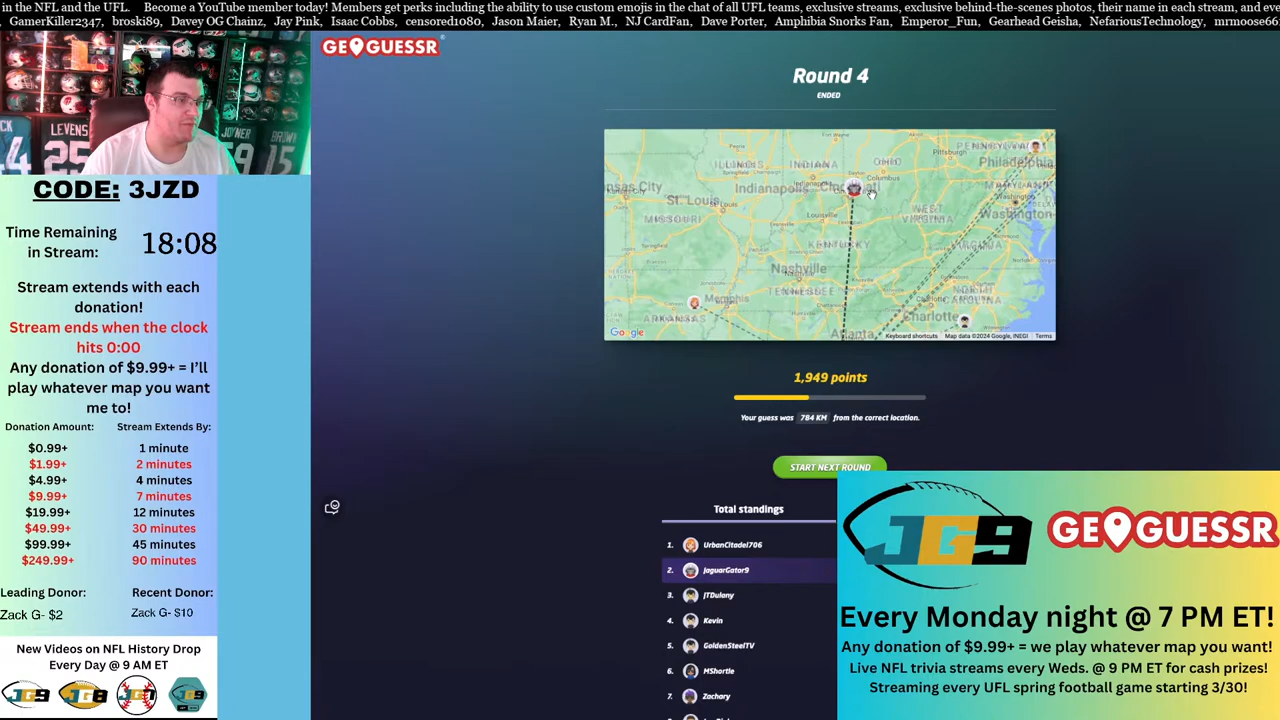 in the NFL and the UFL. Become a YouTube member today! Members get perks including the ability to use custom emojis in the chat of all UFL teams, exclusive streams, exclusive behind-the-scenes photos, their name in each stream, and eve
GamerKiller2347, broski89, Davey OG Chainz, Jay Pink, Isaac Cobbs, censored1080, Jason Maier, Ryan M., NJ CardFan, Dave Porter, Amphibia Snorks Fan, Emperor_Fun, Gearhead Geisha, NefariousTechnology, mrmoose66
LEVENS
25
JOYNER
BROWN
15
CODE: 3JZD
Time Remaining
in Stream:
18:08
Stream extends with each
donation!
Stream ends when the clock
hits 0:00
Any donation of $9.99+ = I'll
play whatever map you want
me to!
Donation Amount: Stream Extends By:
$0.99+ 1 minute
$1.99+ 2 minutes
$4.99+ 4 minutes
$9.99+ 7 minutes
$19.99+ 12 minutes
$49.99+ 30 minutes
$99.99+ 45 minutes
$249.99+ 90 minutes
Leading Donor: Recent Donor:
Zack G- $2 Zack G- $10
New Videos on NFL History Drop
Every Day @ 9 AM ET
GEOGUESSR
Round 4
ENDED
ILLINOIS
INDIANA
OHIO
Pittsburgh
Philadelphia
Columbus
Indianapolis
St. Louis
MISSOURI
Louisville
KENTUCKY
WEST
VIRGINIA
Washington
VIRGINIA
Nashville
TENNESSEE
Memphis
ARKANSAS
NORTH
CAROLINA
Charlotte
Atlanta
Google
Keyboard shortcuts Map data ©2024 Google, INEGI Terms
1,949 points
Your guess was 784 KM from the correct location.
START NEXT ROUND
Total standings
1. UrbanCitadel706
2. JaguarGator9
3. JTDulany
4. Kevin
5. GoldenSteelTV
6. MShortle
7. Zachary
JG9
GEOGUESSR
Every Monday night @ 7 PM ET!
Any donation of $9.99+ = we play whatever map you want!
Live NFL trivia streams every Weds. @ 9 PM ET for cash prizes!
Streaming every UFL spring football game starting 3/30!